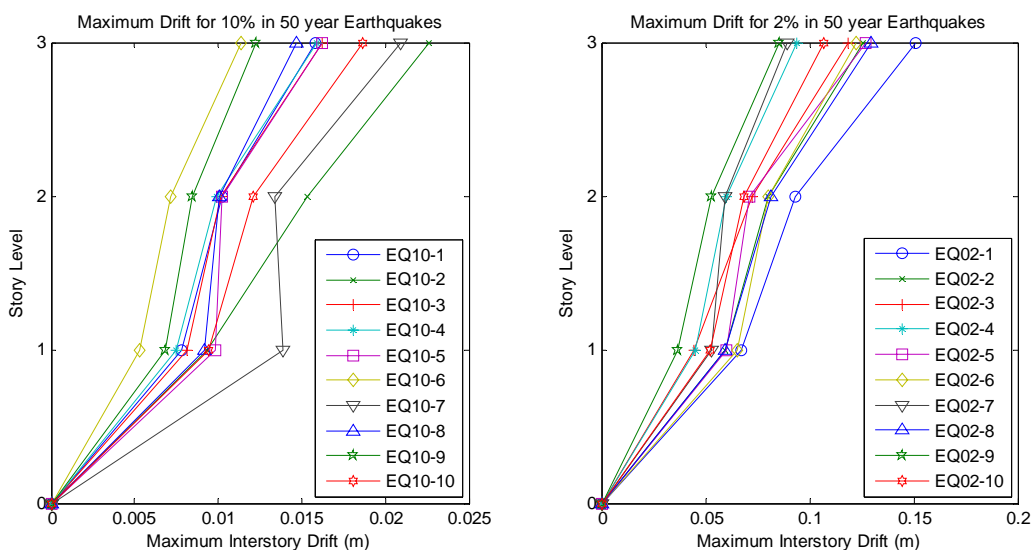 Maximum Drift for 10% in 50 year Earthquakes
3
2
1
0
Story Level
0
0.005
0.01
0.015
0.02
0.025
Maximum Interstory Drift (m)
EQ10-1
EQ10-2
EQ10-3
EQ10-4
EQ10-5
EQ10-6
EQ10-7
EQ10-8
EQ10-9
EQ10-10
Maximum Drift for 2% in 50 year Earthquakes
3
2
1
0
Story Level
0
0.05
0.1
0.15
0.2
Maximum Interstory Drift (m)
EQ02-1
EQ02-2
EQ02-3
EQ02-4
EQ02-5
EQ02-6
EQ02-7
EQ02-8
EQ02-9
EQ02-10